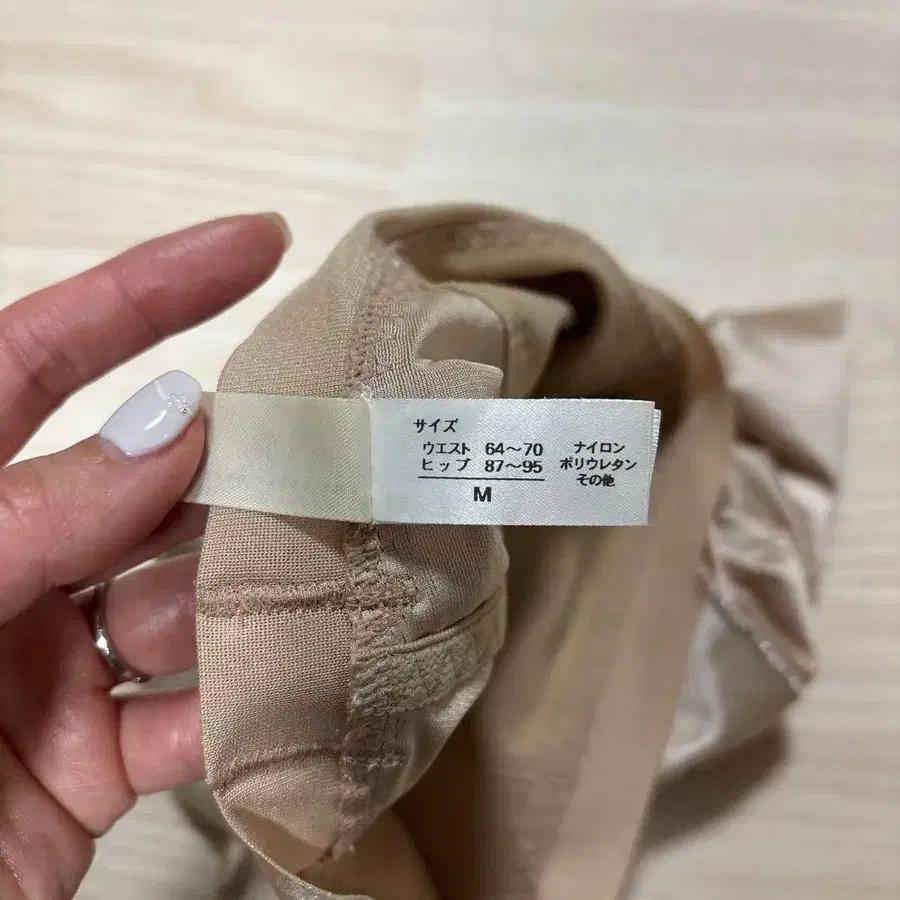 サイズ
ウエスト 64～70
ヒップ 87～95
M
ナイロン
ポリウレタン
その他